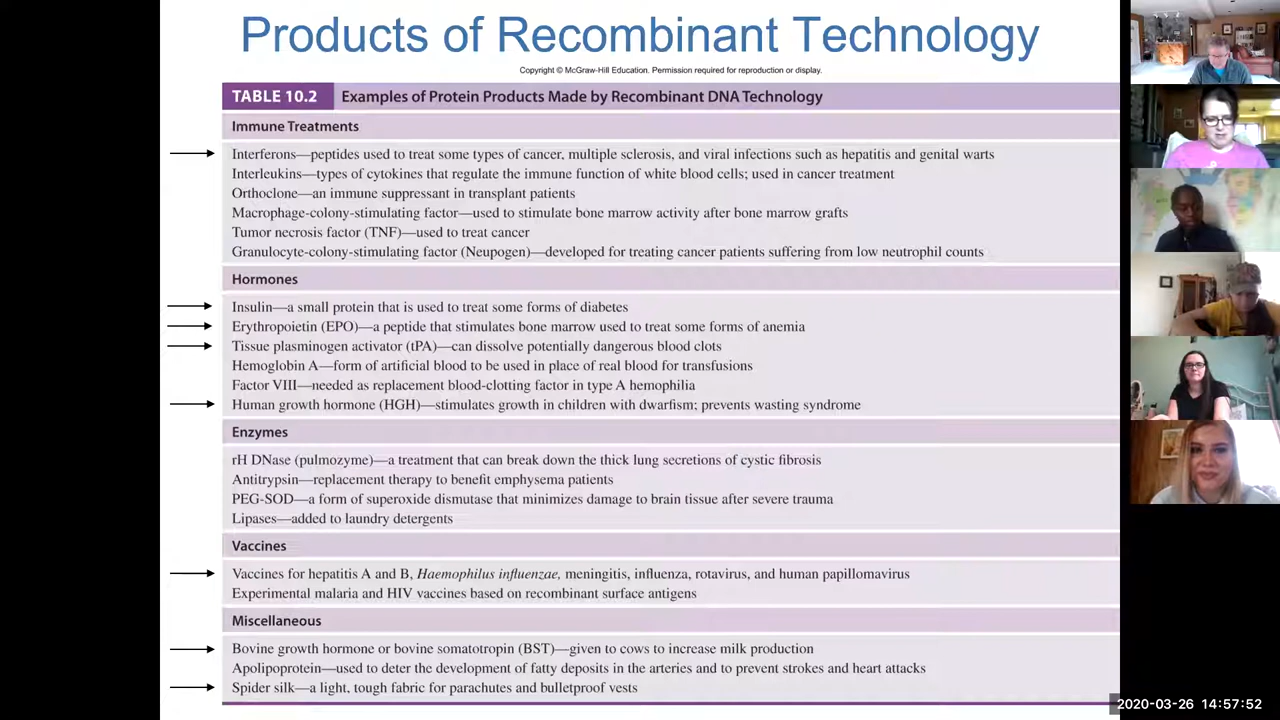 Products of Recombinant Technology
Copyright © McGraw-Hill Education. Permission required for reproduction or display.
TABLE 10.2 Examples of Protein Products Made by Recombinant DNA Technology
Immune Treatments
Interferons—peptides used to treat some types of cancer, multiple sclerosis, and viral infections such as hepatitis and genital warts
Interleukins—types of cytokines that regulate the immune function of white blood cells; used in cancer treatment
Orthoclone—an immune suppressant in transplant patients
Macrophage-colony-stimulating factor—used to stimulate bone marrow activity after bone marrow grafts
Tumor necrosis factor (TNF)—used to treat cancer
Granulocyte-colony-stimulating factor (Neupogen)—developed for treating cancer patients suffering from low neutrophil counts
Hormones
Insulin—a small protein that is used to treat some forms of diabetes
Erythropoietin (EPO)—a peptide that stimulates bone marrow used to treat some forms of anemia
Tissue plasminogen activator (tPA)—can dissolve potentially dangerous blood clots
Hemoglobin A—form of artificial blood to be used in place of real blood for transfusions
Factor VIII—needed as replacement blood-clotting factor in type A hemophilia
Human growth hormone (HGH)—stimulates growth in children with dwarfism; prevents wasting syndrome
Enzymes
rH DNase (pulmozyme)—a treatment that can break down the thick lung secretions of cystic fibrosis
Antitrypsin—replacement therapy to benefit emphysema patients
PEG-SOD—a form of superoxide dismutase that minimizes damage to brain tissue after severe trauma
Lipases—added to laundry detergents
Vaccines
Vaccines for hepatitis A and B, Haemophilus influenzae, meningitis, influenza, rotavirus, and human papillomavirus
Experimental malaria and HIV vaccines based on recombinant surface antigens
Miscellaneous
Bovine growth hormone or bovine somatotropin (BST)—given to cows to increase milk production
Apolipoprotein—used to deter the development of fatty deposits in the arteries and to prevent strokes and heart attacks
Spider silk—a light, tough fabric for parachutes and bulletproof vests
2020-03-26 14:57:52